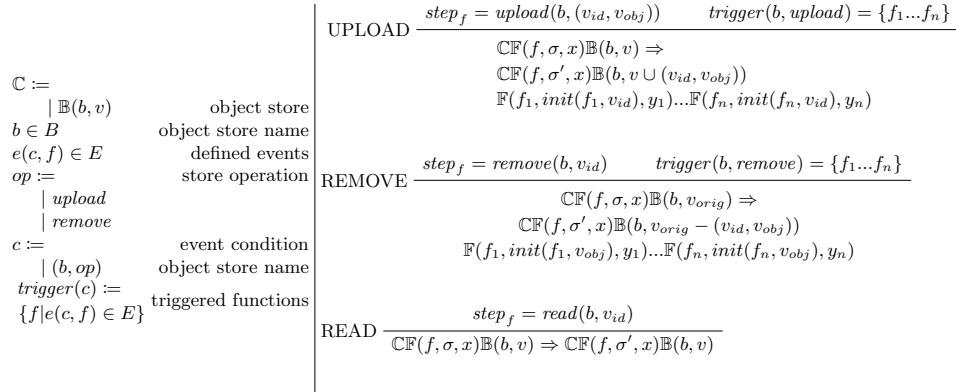 ℂ ≔
| 𝔹(b, v) object store
b ∈ B object store name
e(c, f) ∈ E defined events
op ≔ store operation
| upload
| remove
c ≔ event condition
| (b, op) object store name
trigger(c) ≔
{f|e(c, f) ∈ E} triggered functions
UPLOAD
step_f = upload(b, (v_id, v_obj)) trigger(b, upload) = {f_1...f_n}
ℂ𝔽(f, σ, x)𝔹(b, v) ⇒
ℂ𝔽(f, σ′, x)𝔹(b, v ∪ (v_id, v_obj))
𝔽(f_1, init(f_1, v_id), y_1)...𝔽(f_n, init(f_n, v_id), y_n)
REMOVE
step_f = remove(b, v_id) trigger(b, remove) = {f_1...f_n}
ℂ𝔽(f, σ, x)𝔹(b, v_orig) ⇒
ℂ𝔽(f, σ′, x)𝔹(b, v_orig − (v_id, v_obj))
𝔽(f_1, init(f_1, v_obj), y_1)...𝔽(f_n, init(f_n, v_obj), y_n)
READ
step_f = read(b, v_id)
ℂ𝔽(f, σ, x)𝔹(b, v) ⇒ ℂ𝔽(f, σ′, x)𝔹(b, v)